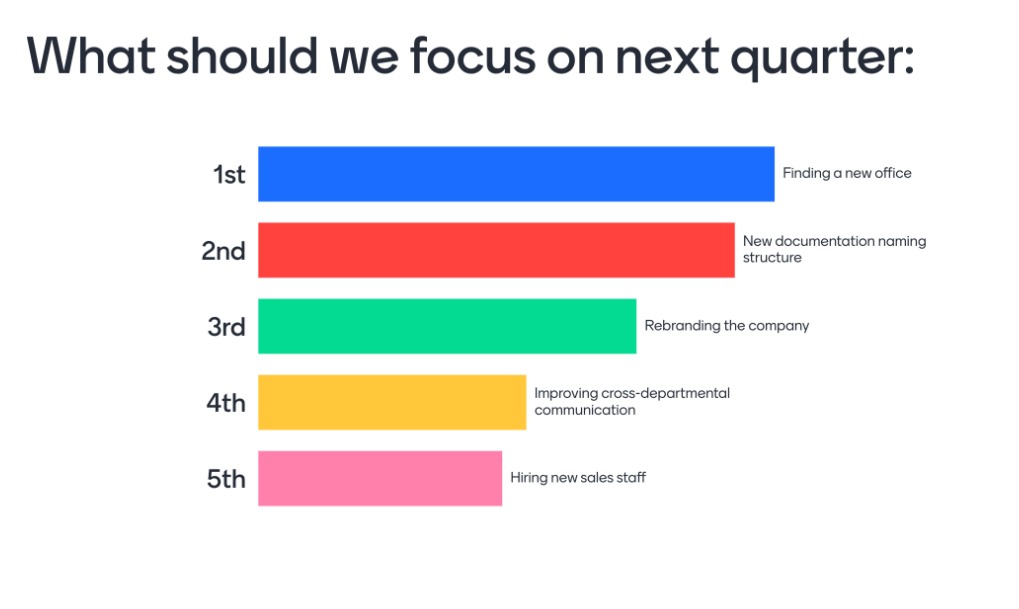 What should we focus on next quarter:
1st
Finding a new office
2nd
New documentation naming
structure
3rd
Rebranding the company
4th
Improving cross-departmental
communication
5th
Hiring new sales staff